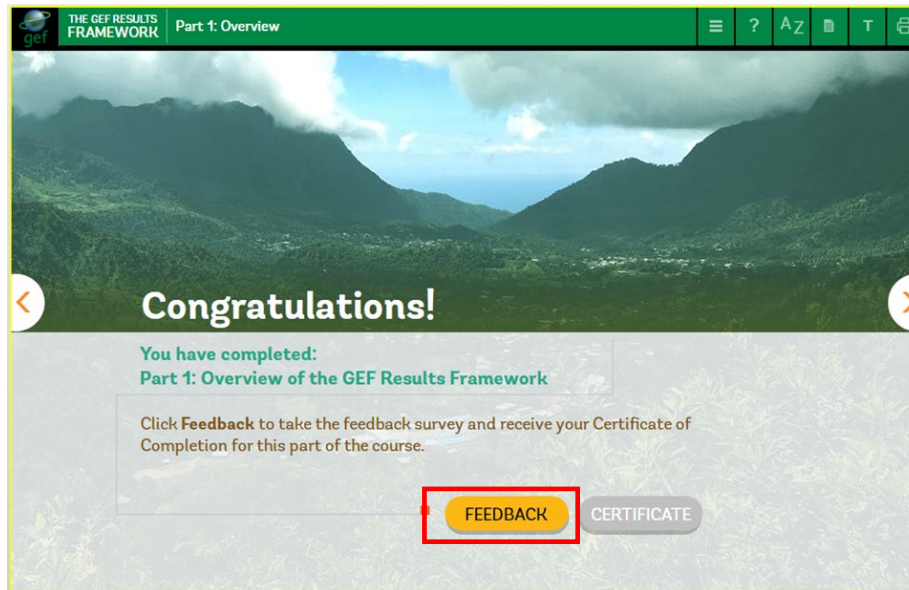 gef
THE GEF RESULTS
FRAMEWORK
Part 1: Overview
?
AZ
T
Congratulations!
You have completed:
Part 1: Overview of the GEF Results Framework
Click Feedback to take the feedback survey and receive your Certificate of
Completion for this part of the course.
FEEDBACK
CERTIFICATE